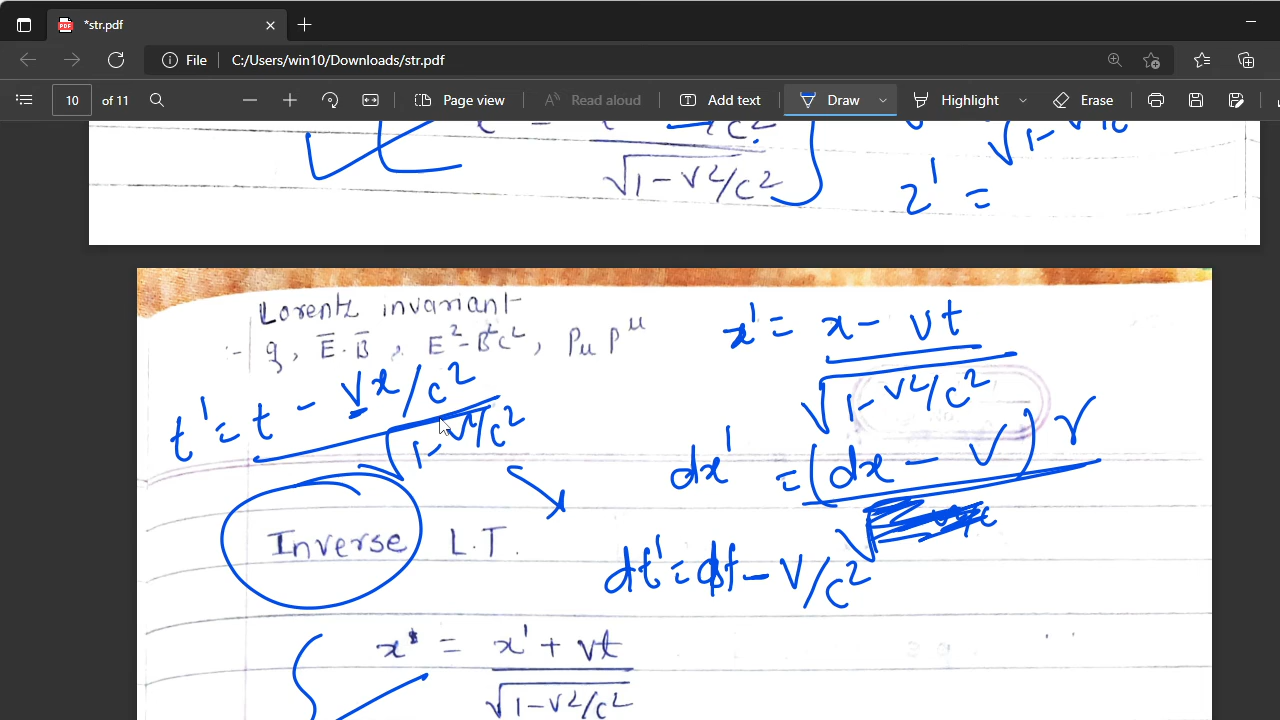 *str.pdf
File C:/Users/win10/Downloads/str.pdf
10 of 11 Page view Read aloud Add text Draw Highlight Erase
√1-v²/c²
z' =
Lorentz invariant
:- q, E̅.B̅, E²-B²c², PμP^μ
x' = x - vt
√1-v²/c²
t' = t - vx/c²
√1-v²/c²
dx' = (dx - v)γ
Inverse L.T.
dt' = dt - v/c²
x = x' + vt
√1-v²/c²